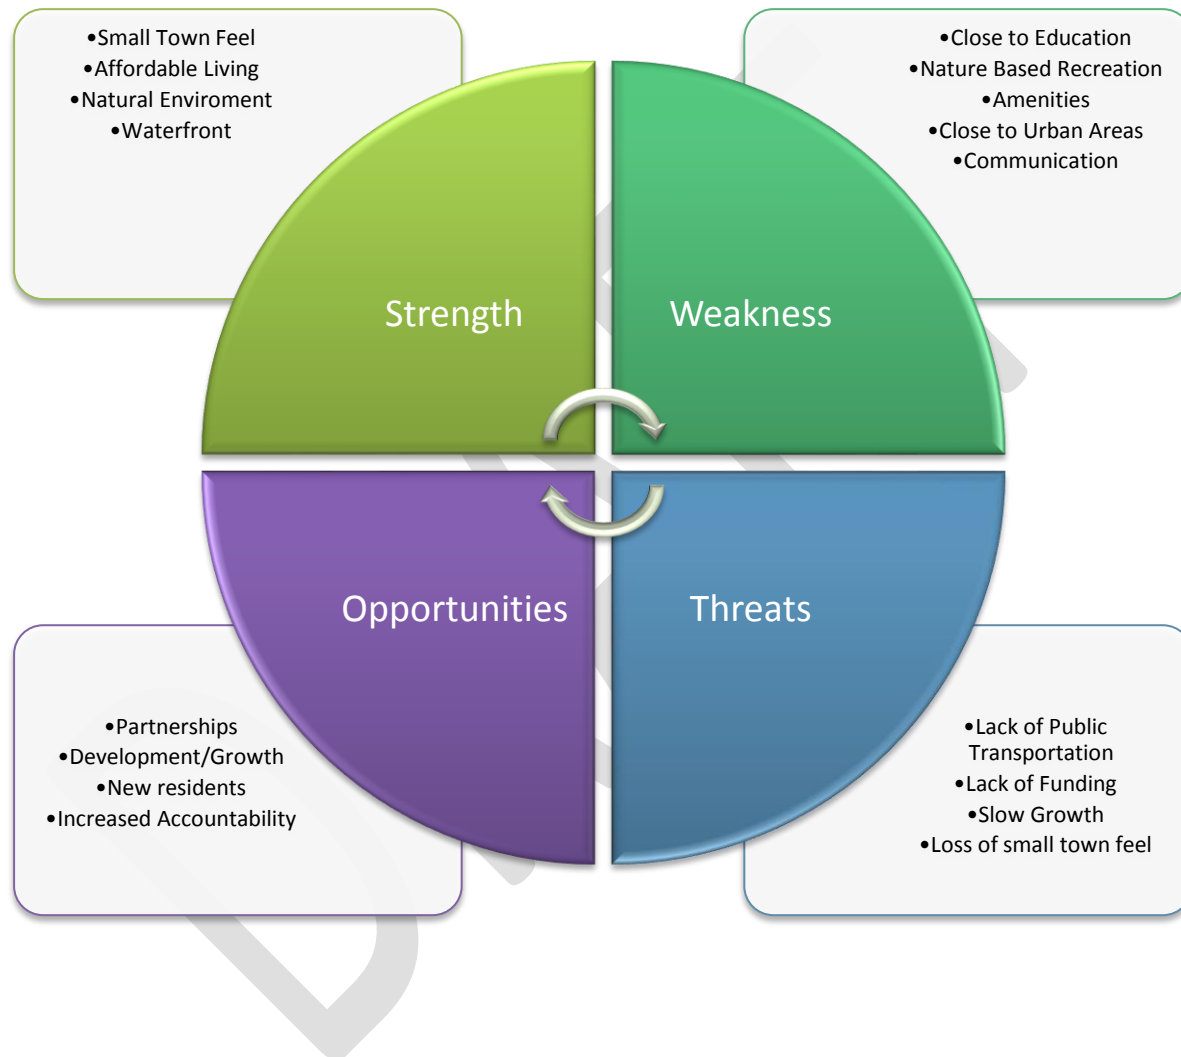 •Small Town Feel
•Affordable Living
•Natural Enviroment
•Waterfront
•Close to Education
•Nature Based Recreation
•Amenities
•Close to Urban Areas
•Communication
Strength
Weakness
Opportunities
Threats
•Partnerships
•Development/Growth
•New residents
•Increased Accountability
•Lack of Public
Transportation
•Lack of Funding
•Slow Growth
•Loss of small town feel
DRAFT